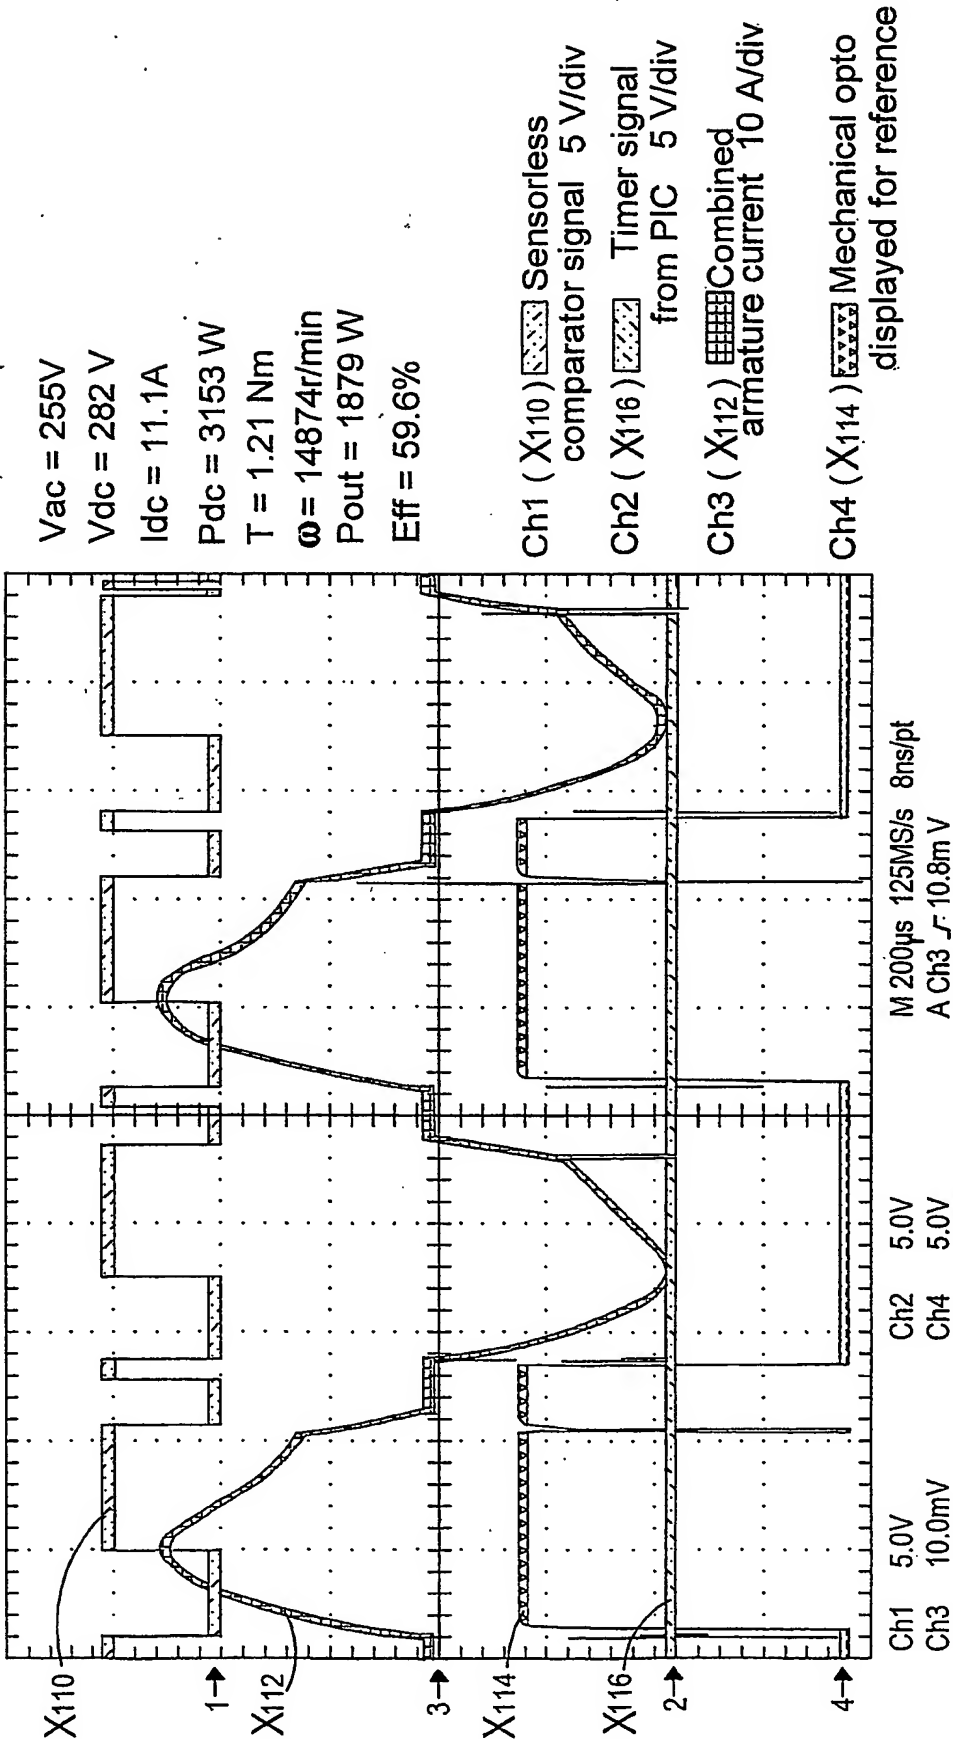 Vac = 255V
Vdc = 282 V
Idc = 11.1A
Pdc = 3153 W
T = 1.21 Nm
ω = 14874r/min
Pout = 1879 W
Eff = 59.6%
Ch1 ( X110 ) Sensorless
comparator signal 5 V/div
Ch2 ( X116 ) Timer signal
from PIC 5 V/div
Ch3 ( X112 ) Combined
armature current 10 A/div
Ch4 ( X114 ) Mechanical opto
displayed for reference
X110
1
X112
3
X114
X116
2
4
Ch1 5.0V Ch2 5.0V M 200µs 125MS/s 8ns/pt
Ch3 10.0mV Ch4 5.0V A Ch3 10.8mV